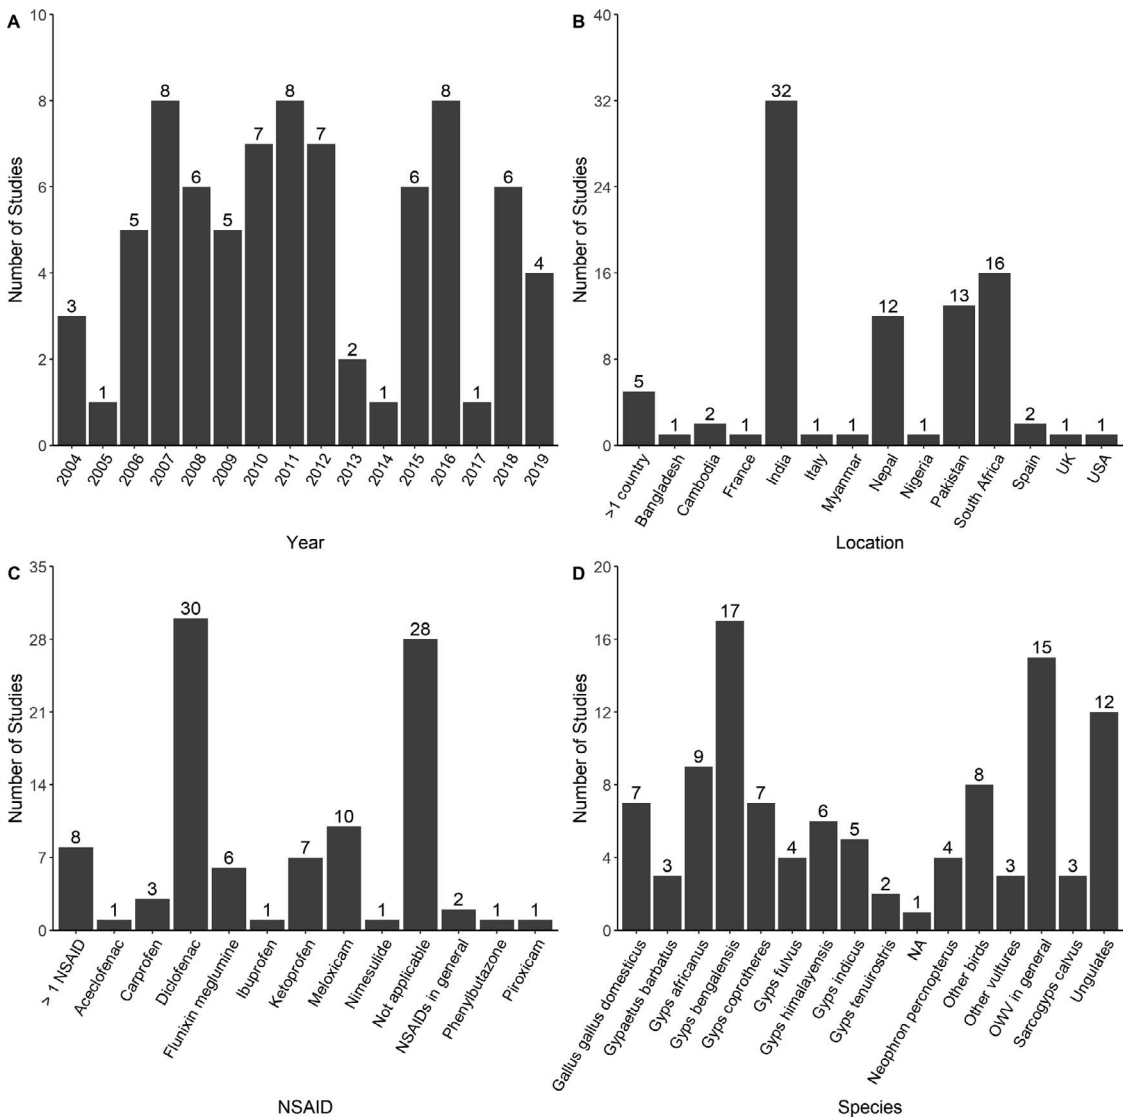 A
Number of Studies
10
8
6
4
2
0
3
1
5
8
6
5
7
8
7
2
1
6
8
1
6
4
2004
2005
2006
2007
2008
2009
2010
2011
2012
2013
2014
2015
2016
2017
2018
2019
Year
B
Number of Studies
40
32
24
16
8
0
5
1
2
1
32
1
1
12
1
13
16
2
1
1
>1 country
Bangladesh
Cambodia
France
India
Italy
Myanmar
Nepal
Nigeria
Pakistan
South Africa
Spain
UK
USA
Location
C
Number of Studies
35
28
21
14
7
0
8
1
3
30
6
1
7
10
1
28
2
1
1
> 1 NSAID
Aceclofenac
Carprofen
Diclofenac
Flunixin meglumine
Ibuprofen
Ketoprofen
Meloxicam
Nimesulide
Not applicable
NSAIDs in general
Phenylbutazone
Piroxicam
NSAID
D
Number of Studies
20
16
12
8
4
0
7
3
9
17
7
4
6
5
2
1
4
8
3
15
3
12
Gallus gallus domesticus
Gypaetus barbatus
Gyps africanus
Gyps bengalensis
Gyps coprotheres
Gyps fulvus
Gyps himalayensis
Gyps indicus
Gyps tenuirostris
NA
Neophron percnopterus
Other birds
Other vultures
OWV in general
Sarcogyps calvus
Ungulates
Species